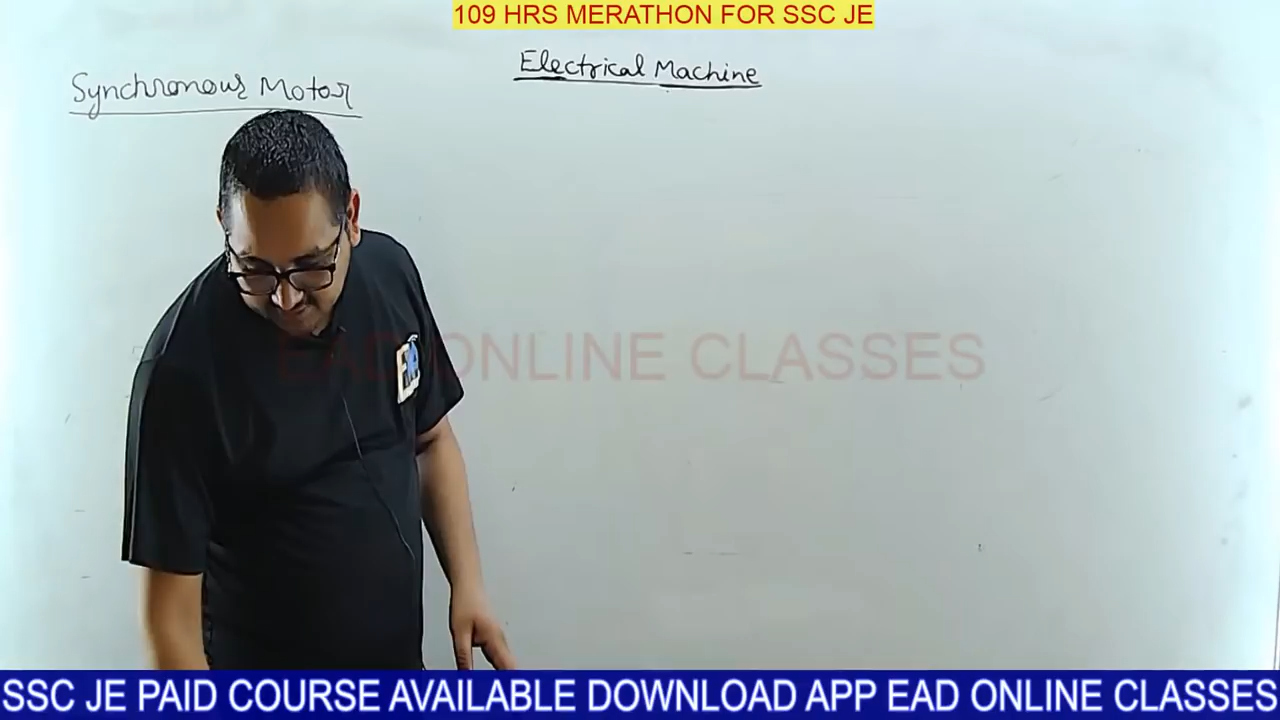 109 HRS MERATHON FOR SSC JE
Electrical Machine
Synchronous Motor
EAD ONLINE CLASSES
SSC JE PAID COURSE AVAILABLE DOWNLOAD APP EAD ONLINE CLASSES